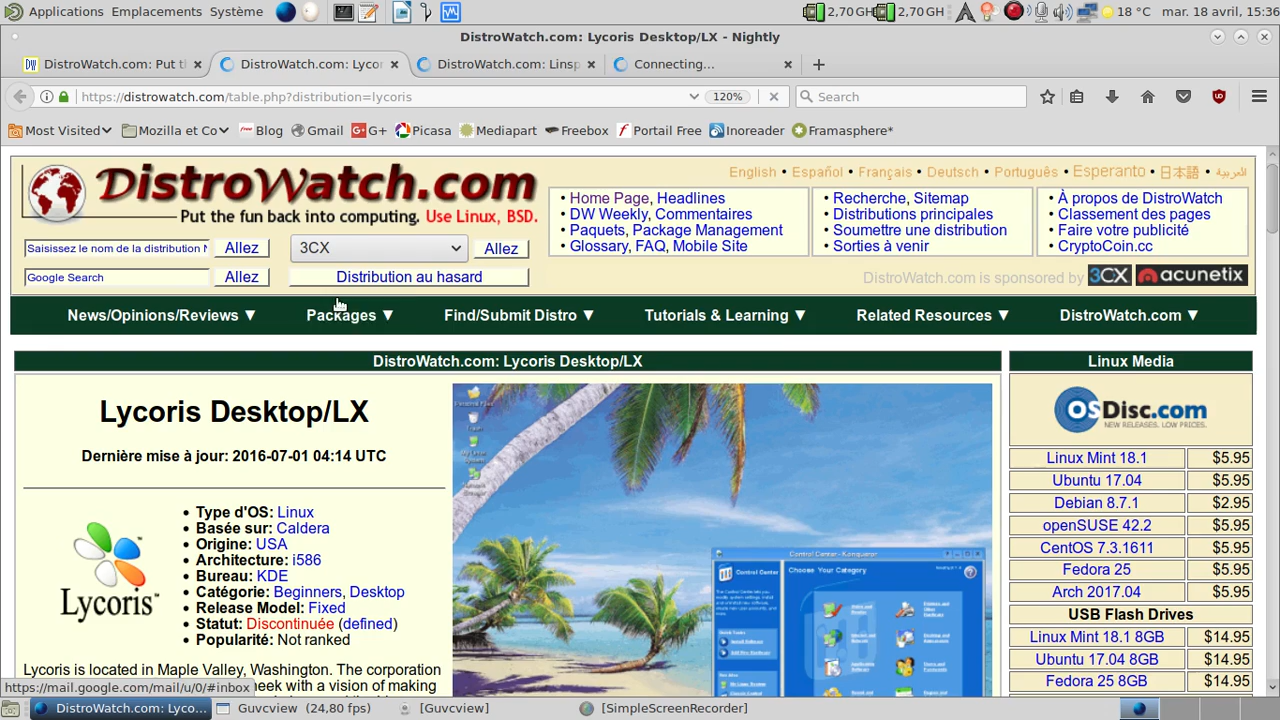 Applications Emplacements Système 2,70 GH 2,70 GH 18 °C mar. 18 avril, 15:36
DistroWatch.com: Lycoris Desktop/LX - Nightly
DistroWatch.com: Put tl DistroWatch.com: Lycor DistroWatch.com: Linsp Connecting...
https://distrowatch.com/table.php?distribution=lycoris 120% Search
Most Visited Mozilla et Co Blog Gmail G+ Picasa Mediapart Freebox Portail Free Inoreader Framasphere*
DistroWatch.com
Put the fun back into computing. Use Linux, BSD.
English • Español • Français • Deutsch • Português • Esperanto • 日本語 • العربية
• Home Page, Headlines
• DW Weekly, Commentaires
• Paquets, Package Management
• Glossary, FAQ, Mobile Site
• Recherche, Sitemap
• Distributions principales
• Soumettre une distribution
• Sorties à venir
• À propos de DistroWatch
• Classement des pages
• Faire votre publicité
• CryptoCoin.cc
Saisissez le nom de la distribution Allez 3CX Allez
Google Search Allez Distribution au hasard
DistroWatch.com is sponsored by 3CX acunetix
News/Opinions/Reviews ▼ Packages ▼ Find/Submit Distro ▼ Tutorials & Learning ▼ Related Resources ▼ DistroWatch.com ▼
DistroWatch.com: Lycoris Desktop/LX
Lycoris Desktop/LX
Dernière mise à jour: 2016-07-01 04:14 UTC
Lycoris
• Type d'OS: Linux
• Basée sur: Caldera
• Origine: USA
• Architecture: i586
• Bureau: KDE
• Catégorie: Beginners, Desktop
• Release Model: Fixed
• Statut: Discontinuée (defined)
• Popularité: Not ranked
Lycoris is located in Maple Valley, Washington. The corporation
heek with a vision of making
Control Center - Konqueror
Control Center
Choose Your Category
Linux Media
OSDisc.com
NEW RELEASES. LOW PRICES.
Linux Mint 18.1 $5.95
Ubuntu 17.04 $5.95
Debian 8.7.1 $2.95
openSUSE 42.2 $5.95
CentOS 7.3.1611 $5.95
Fedora 25 $5.95
Arch 2017.04 $5.95
USB Flash Drives
Linux Mint 18.1 8GB $14.95
Ubuntu 17.04 8GB $14.95
Fedora 25 8GB $14.95
https://mail.google.com/mail/u/0/#inbox
DistroWatch.com: Lyco... Guvcview (24,80 fps) [Guvcview] [SimpleScreenRecorder]